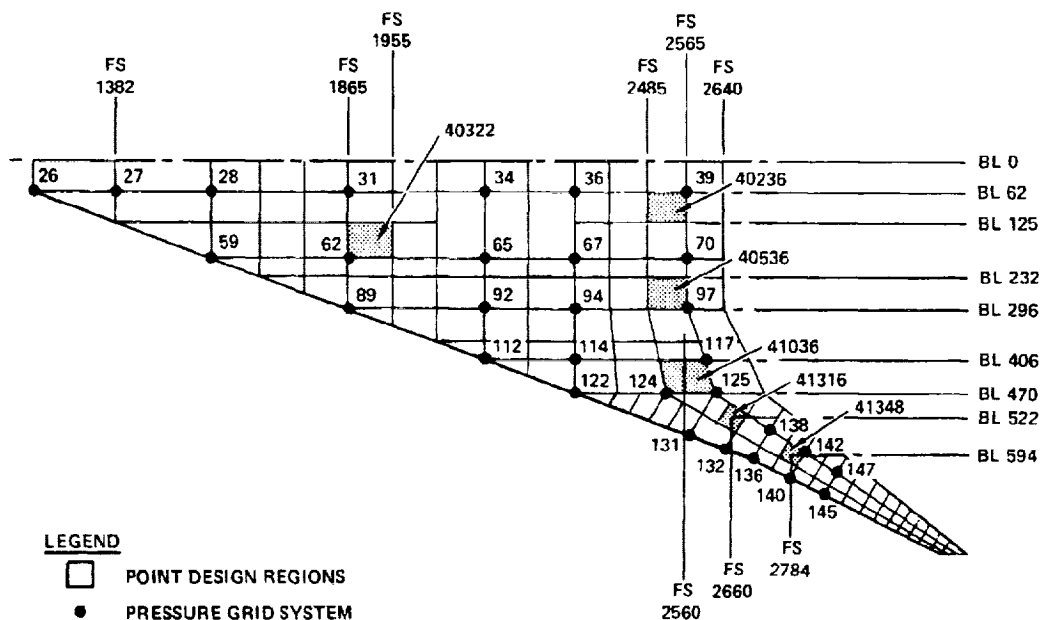 FS
1955
FS
2565
FS
1382
FS
1865
FS
2485
FS
2640
40322
26
27
28
31
34
36
39
40236
BL 0
BL 62
BL 125
59
62
65
67
70
40536
BL 232
89
92
94
97
BL 296
112
114
117
41036
BL 406
122
124
125
41316
BL 470
41348
BL 522
138
142
BL 594
131
132
136
147
140
145
LEGEND
POINT DESIGN REGIONS
PRESSURE GRID SYSTEM
FS
2560
FS
2660
FS
2784